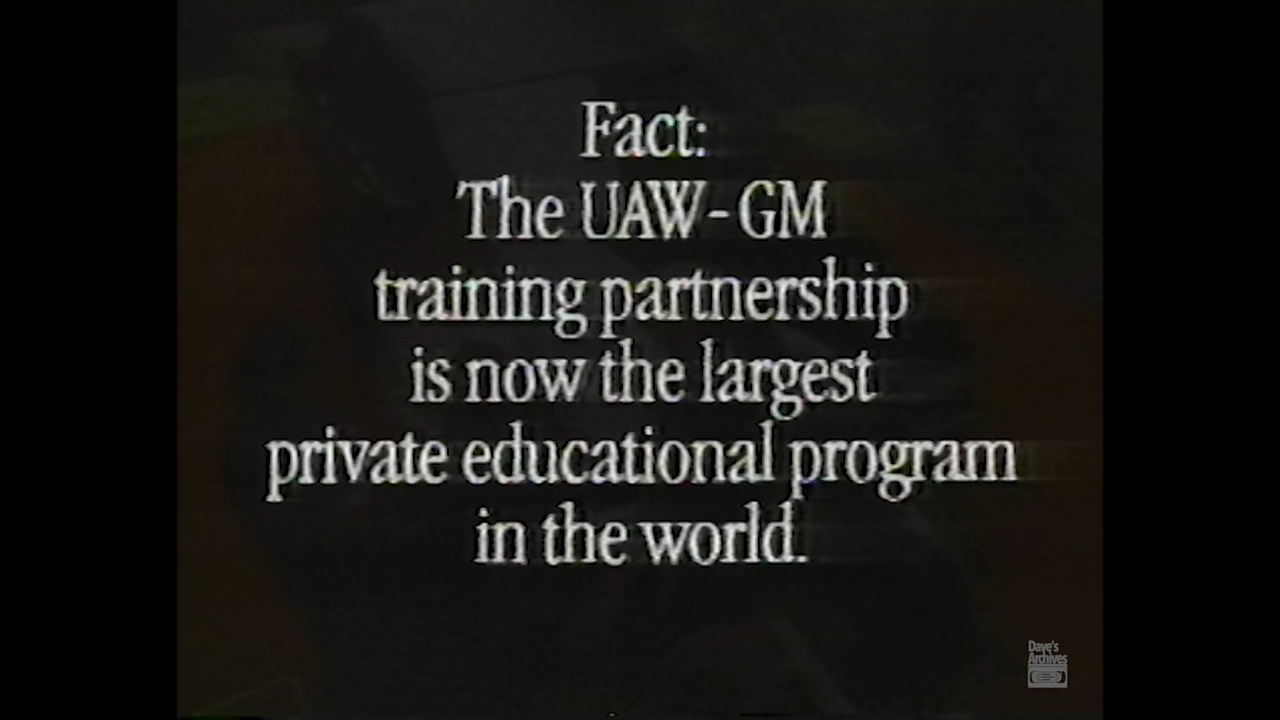 Fact:
The UAW-GM
training partnership
is now the largest
private educational program
in the world.
Dave's
Archives